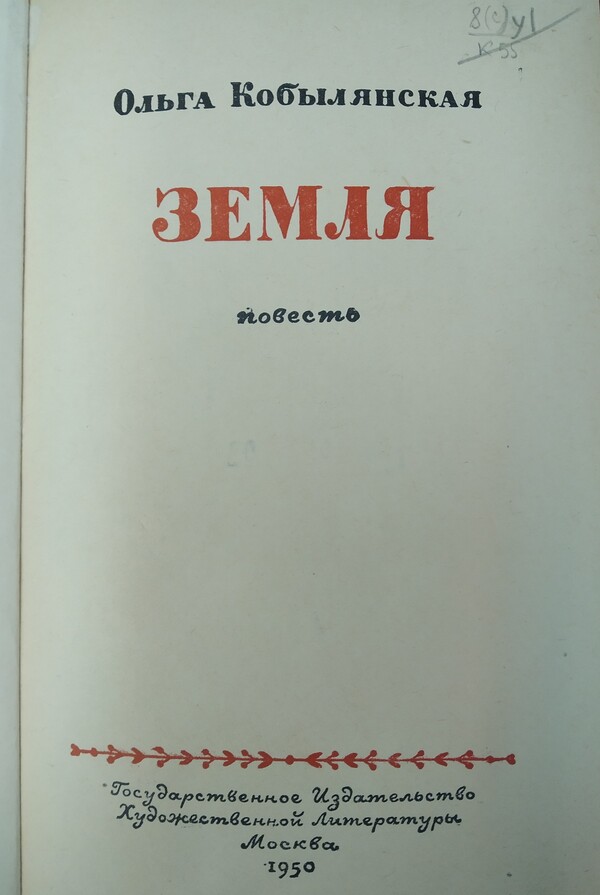 8(с)у1
К55
Ольга Кобылянская
ЗЕМЛЯ
повесть
Государственное Издательство
Художественной Литературы
Москва
1950